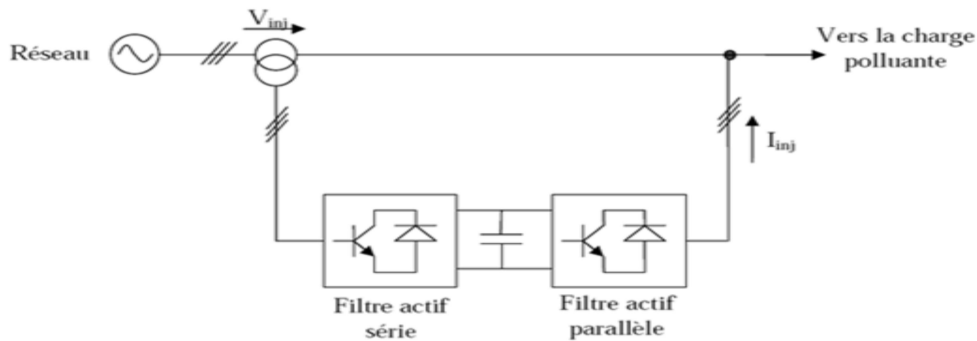 V_inj
Réseau
Vers la charge
polluante
I_inj
Filtre actif
série
Filtre actif
parallèle